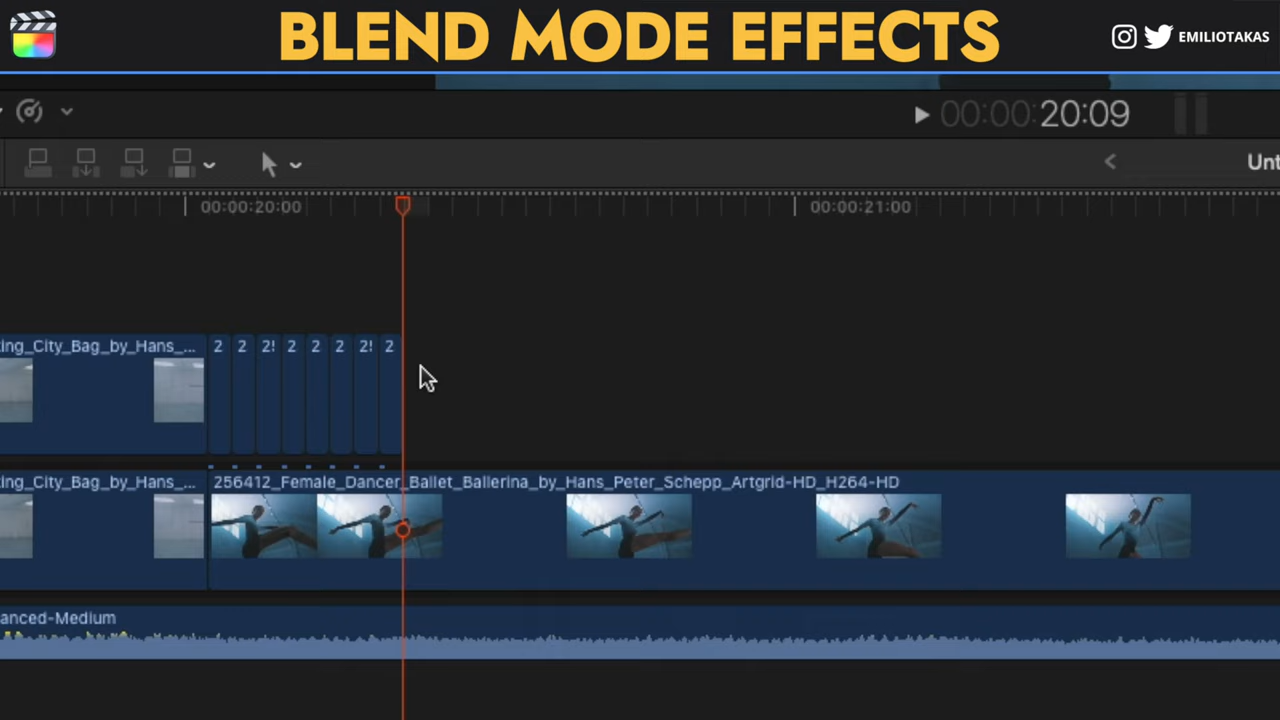 BLEND MODE EFFECTS
EMILIOTAKAS
00:00:20:09
Unt
00:00:20:00
00:00:21:00
ing_City_Bag_by_Hans_...
2 2 2! 2 2 2 2! 2
ing_City_Bag_by_Hans_...
256412_Female_Dancer_Ballet_Ballerina_by_Hans_Peter_Schepp_Artgrid-HD_H264-HD
anced-Medium